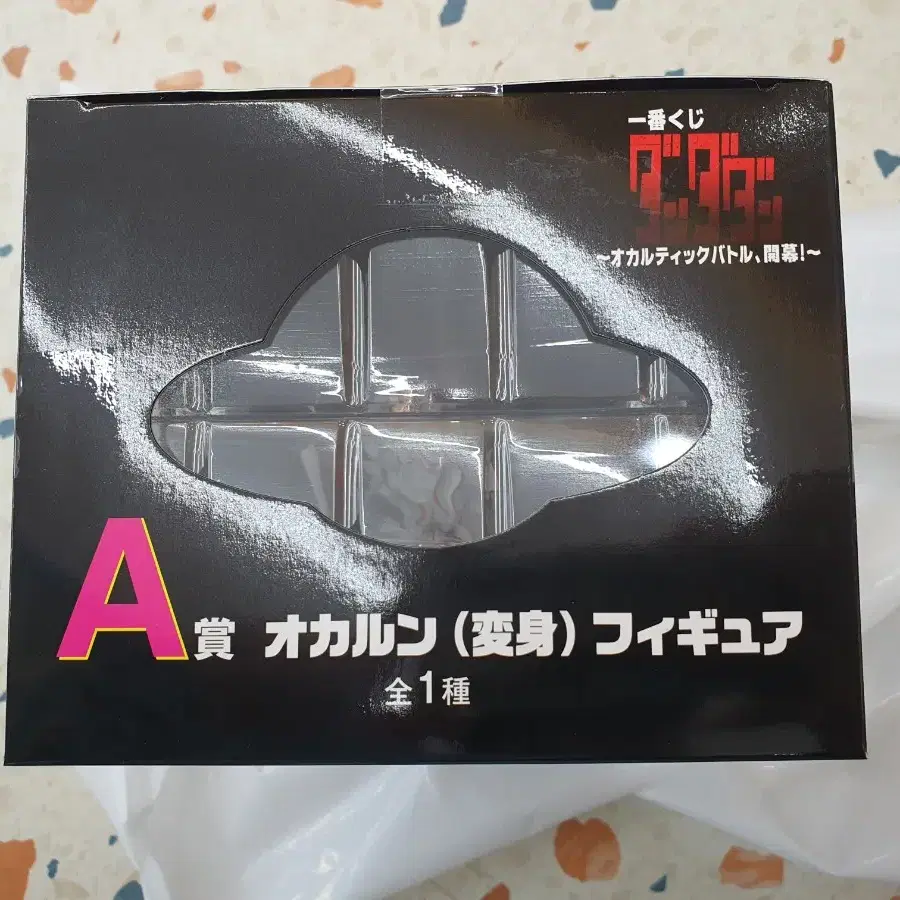 一番くじ
ダンダダン
～オカルティックバトル、開幕!～
A賞 オカルン(変身)フィギュア
全1種